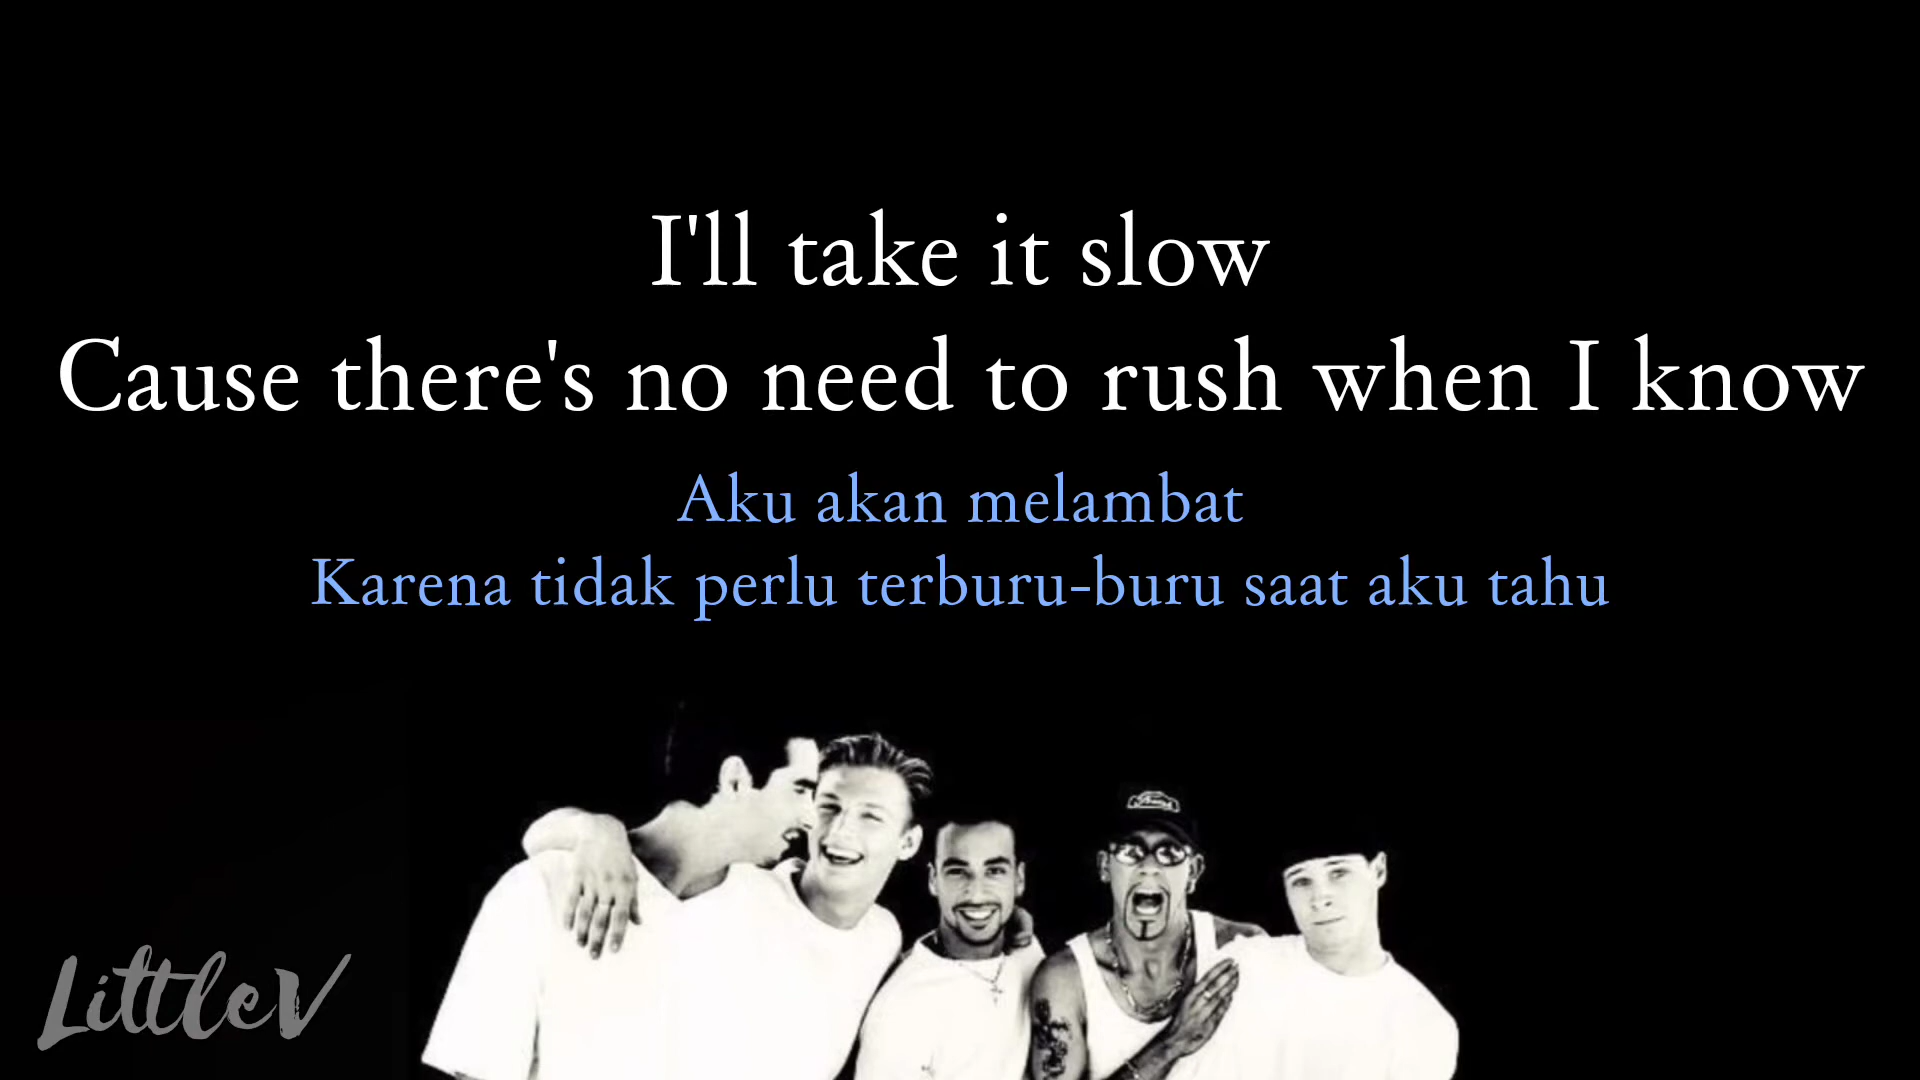 I'll take it slow
Cause there's no need to rush when I know
Aku akan melambat
Karena tidak perlu terburu-buru saat aku tahu
LittleV